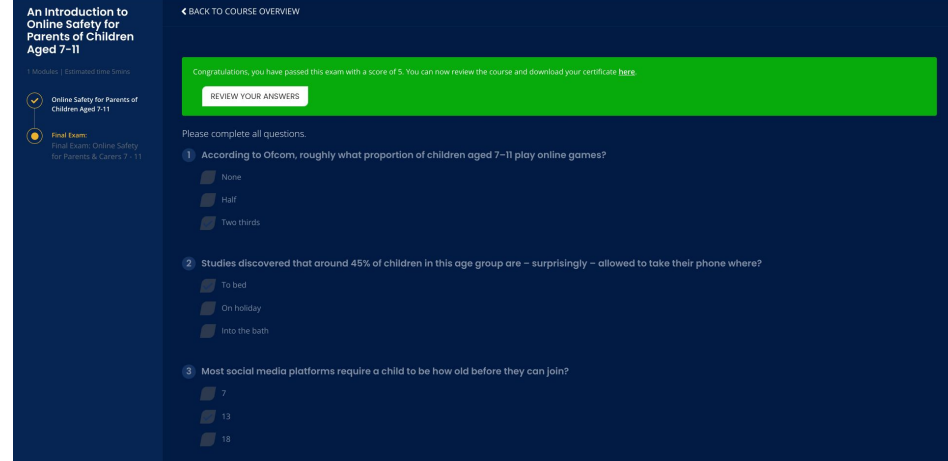 An Introduction to
Online Safety for
Parents of Children
Aged 7-11
1 Modules | Estimated time 5mins
Online Safety for Parents of
Children Aged 7-11
Final Exam:
Final Exam: Online Safety
for Parents & Carers 7 - 11
BACK TO COURSE OVERVIEW
Congratulations, you have passed this exam with a score of 5. You can now review the course and download your certificate here.
REVIEW YOUR ANSWERS
Please complete all questions.
1 According to Ofcom, roughly what proportion of children aged 7–11 play online games?
None
Half
Two thirds
2 Studies discovered that around 45% of children in this age group are – surprisingly – allowed to take their phone where?
To bed
On holiday
Into the bath
3 Most social media platforms require a child to be how old before they can join?
7
13
18